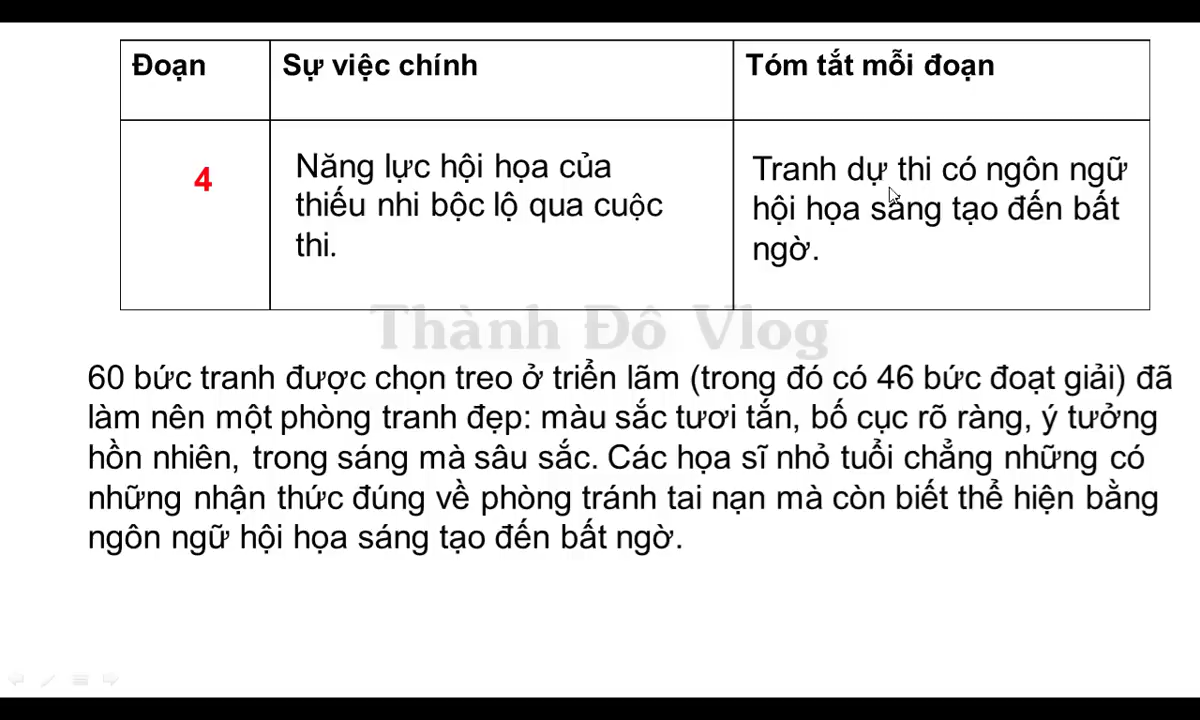 Đoạn
Sự việc chính
Tóm tắt mỗi đoạn
4
Năng lực hội họa của
thiếu nhi bộc lộ qua cuộc
thi.
Tranh dự thi có ngôn ngữ
hội họa sáng tạo đến bất
ngờ.
Thành Đô Vlog
60 bức tranh được chọn treo ở triển lãm (trong đó có 46 bức đoạt giải) đã
làm nên một phòng tranh đẹp: màu sắc tươi tắn, bố cục rõ ràng, ý tưởng
hồn nhiên, trong sáng mà sâu sắc. Các họa sĩ nhỏ tuổi chẳng những có
những nhận thức đúng về phòng tránh tai nạn mà còn biết thể hiện bằng
ngôn ngữ hội họa sáng tạo đến bất ngờ.